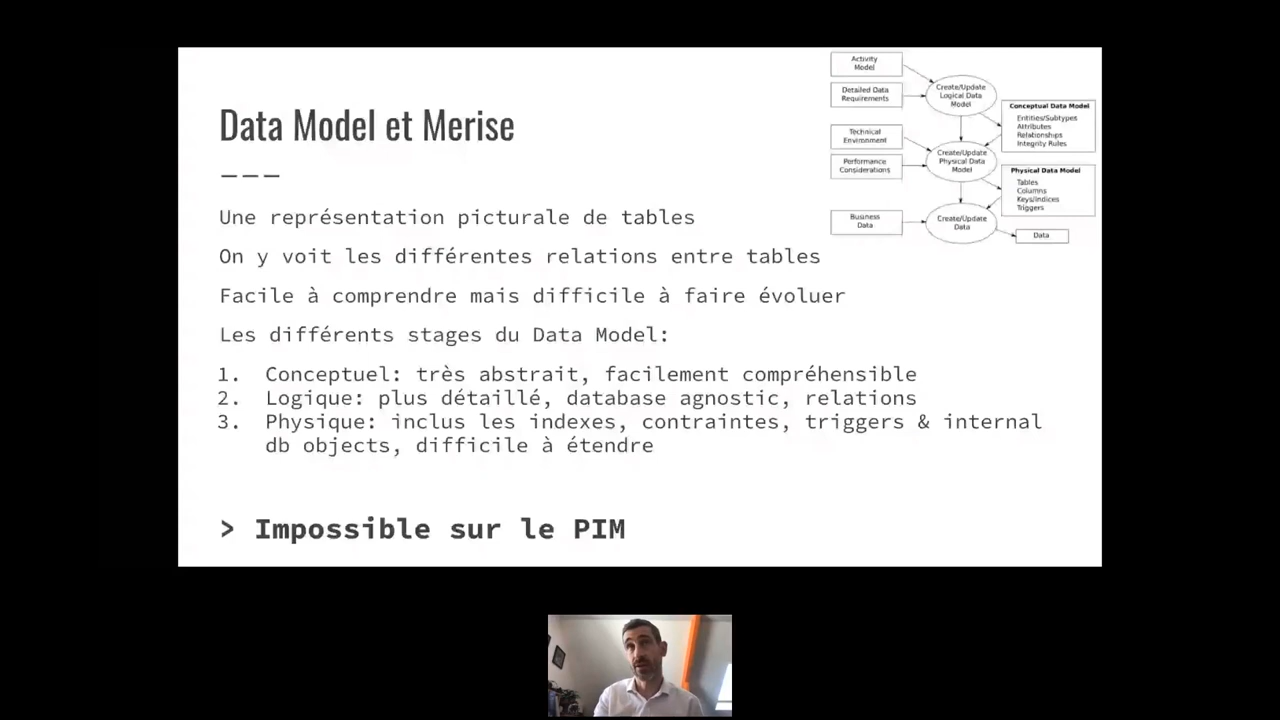 Data Model et Merise
Une représentation picturale de tables
On y voit les différentes relations entre tables
Facile à comprendre mais difficile à faire évoluer
Les différents stages du Data Model:
1. Conceptuel: très abstrait, facilement compréhensible
2. Logique: plus détaillé, database agnostic, relations
3. Physique: inclus les indexes, contraintes, triggers & internal
db objects, difficile à étendre
> Impossible sur le PIM
Activity
Model
Detailed Data
Requirements
Technical
Environment
Performance
Considerations
Business
Data
Create/Update
Logical Data
Model
Create/Update
Physical Data
Model
Create/Update
Data
Conceptual Data Model
Entities/Subtypes
Attributes
Relationships
Integrity Rules
Physical Data Model
Tables
Columns
Keys/Indices
Triggers
Data